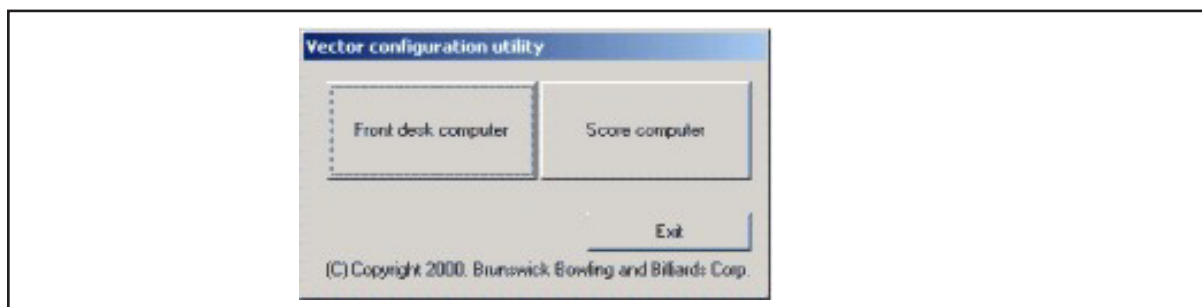 Vector configuration utility
Front desk computer Score computer
Exit
(C) Copyright 2000. Brunswick Bowling and Billiards Corp.